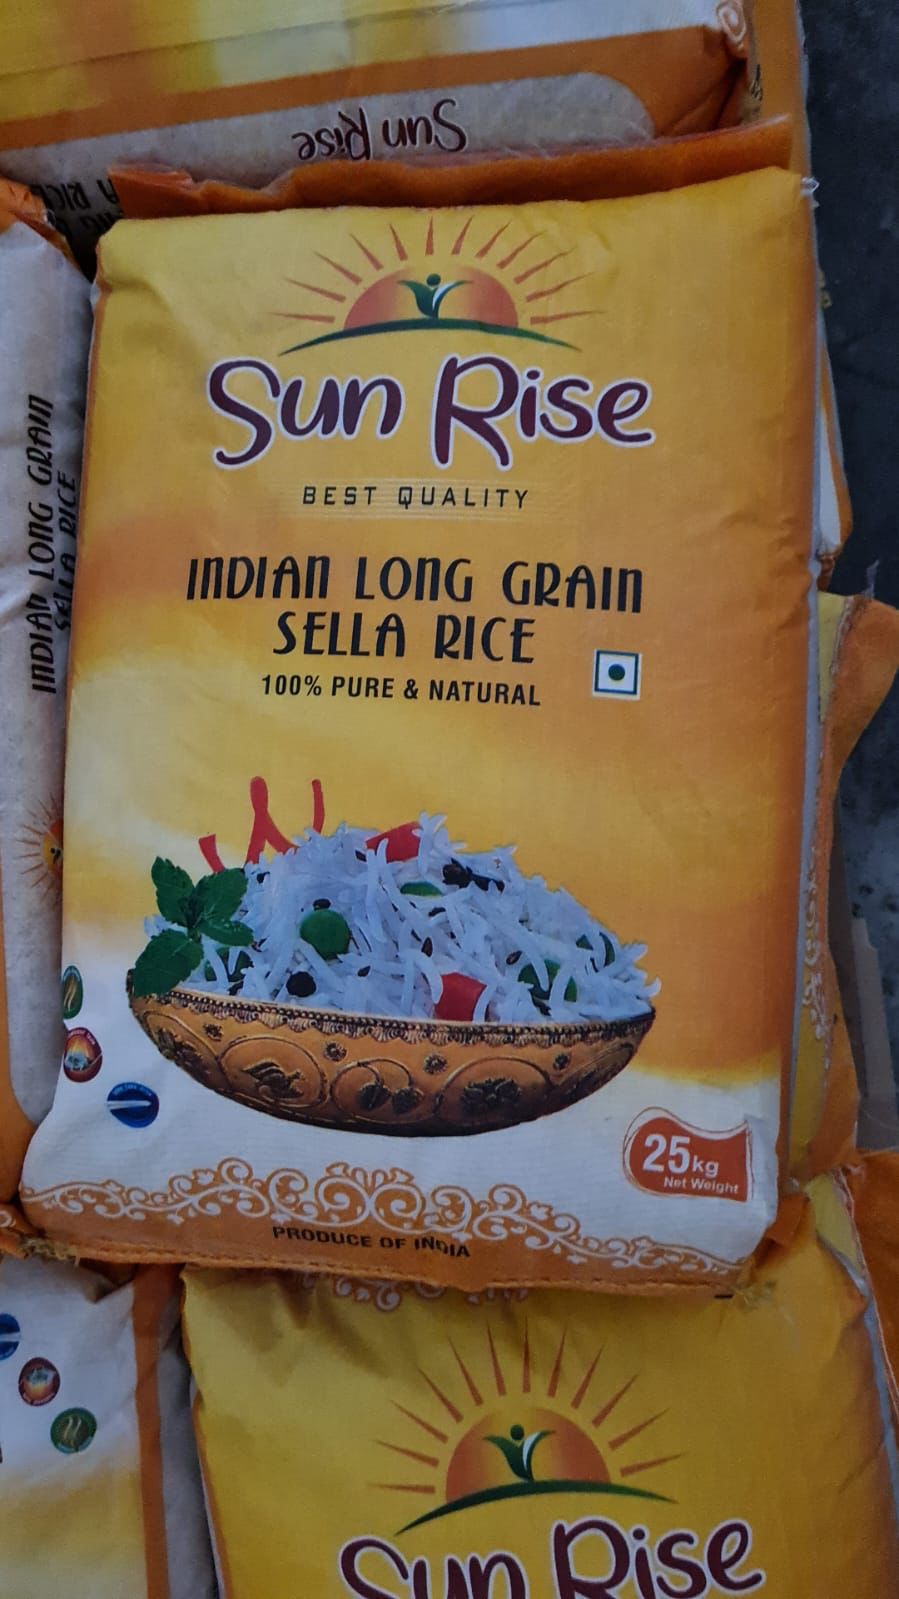 Sun Rise
INDIAN LONG GRAIN
SELLA RICE
Sun Rise
BEST QUALITY
INDIAN LONG GRAIN
SELLA RICE
100% PURE & NATURAL
25kg
Net Weight
PRODUCE OF INDIA
Sun Rise